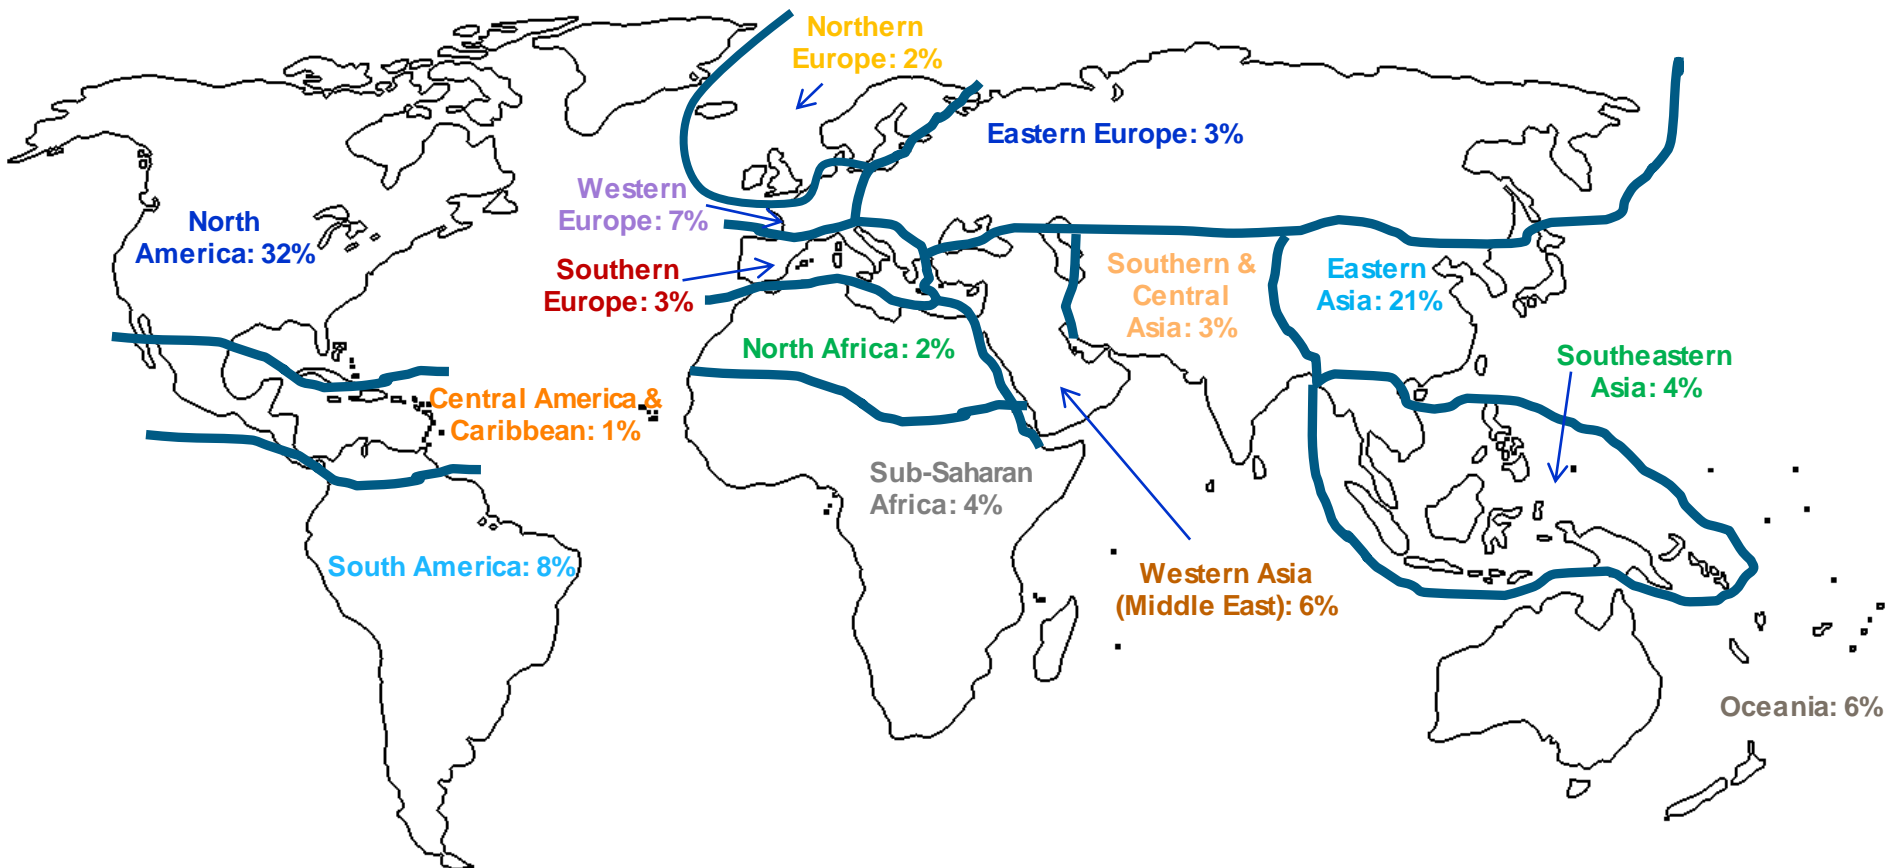 Northern
Europe: 2%
Eastern Europe: 3%
Western
Europe: 7%
North
America: 32%
Southern
Europe: 3%
Southern &
Central
Asia: 3%
Eastern
Asia: 21%
North Africa: 2%
Southeastern
Asia: 4%
Central America &
Caribbean: 1%
Sub-Saharan
Africa: 4%
South America: 8%
Western Asia
(Middle East): 6%
Oceania: 6%